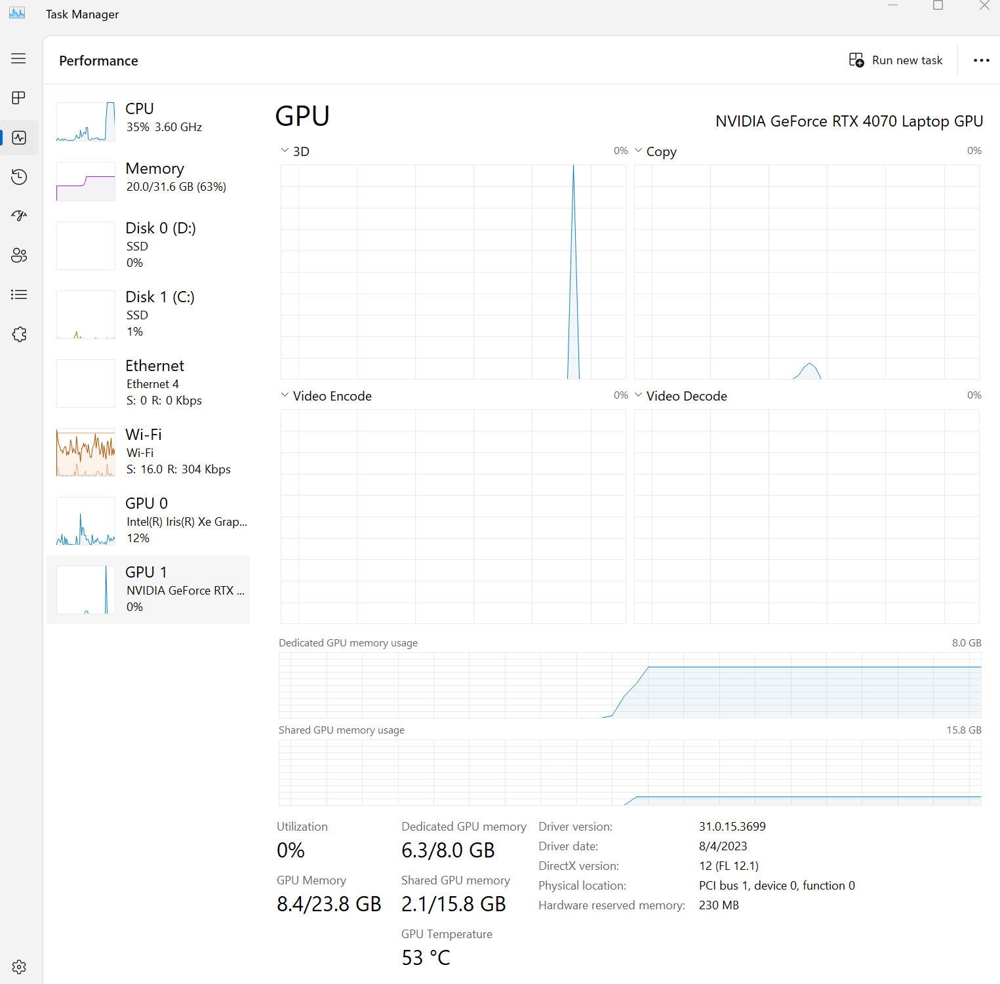 Task Manager
Performance
Run new task
CPU
35% 3.60 GHz
Memory
20.0/31.6 GB (63%)
Disk 0 (D:)
SSD
0%
Disk 1 (C:)
SSD
1%
Ethernet
Ethernet 4
S: 0 R: 0 Kbps
Wi-Fi
Wi-Fi
S: 16.0 R: 304 Kbps
GPU 0
Intel(R) Iris(R) Xe Grap...
12%
GPU 1
NVIDIA GeForce RTX ...
0%
GPU
NVIDIA GeForce RTX 4070 Laptop GPU
3D 0%
Copy 0%
Video Encode 0%
Video Decode 0%
Dedicated GPU memory usage 8.0 GB
Shared GPU memory usage 15.8 GB
Utilization
0%
Dedicated GPU memory
6.3/8.0 GB
GPU Memory
8.4/23.8 GB
Shared GPU memory
2.1/15.8 GB
GPU Temperature
53 °C
Driver version: 31.0.15.3699
Driver date: 8/4/2023
DirectX version: 12 (FL 12.1)
Physical location: PCI bus 1, device 0, function 0
Hardware reserved memory: 230 MB